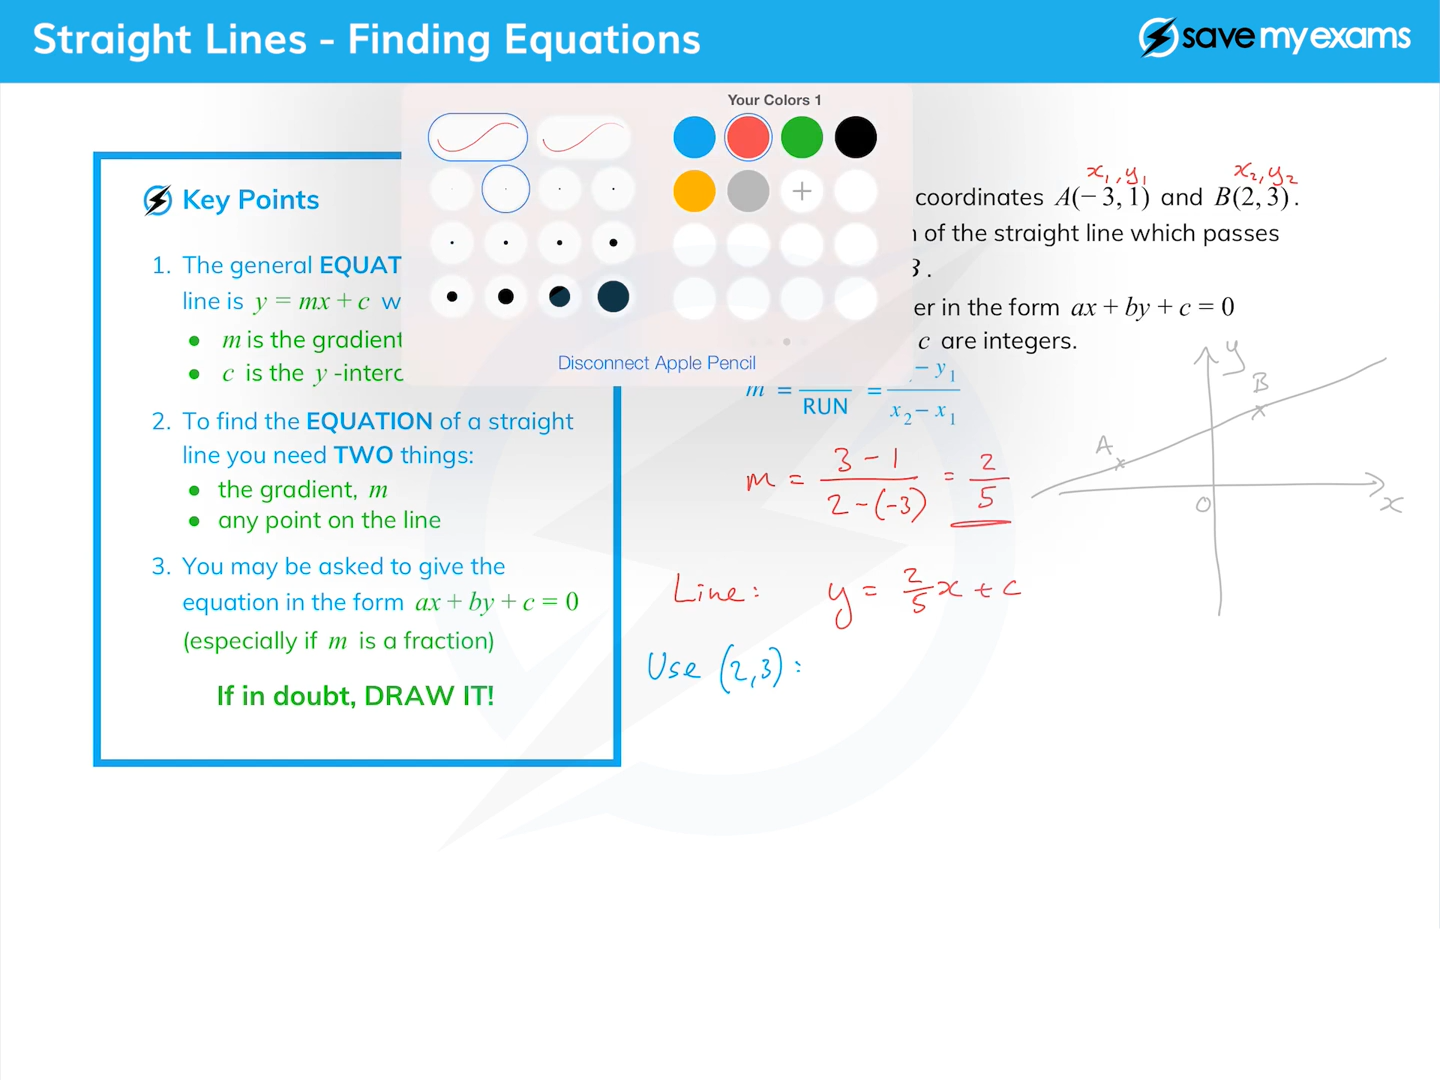 Straight Lines - Finding Equations
save my exams
Your Colors 1
Disconnect Apple Pencil
Key Points
1. The general EQUAT
line is y = mx + c w
• m is the gradient
• c is the y -interc
2. To find the EQUATION of a straight
line you need TWO things:
• the gradient, m
• any point on the line
3. You may be asked to give the
equation in the form ax + by + c = 0
(especially if m is a fraction)
If in doubt, DRAW IT!
x₁, y₁ x₂, y₂
coordinates A(−3, 1) and B(2, 3).
of the straight line which passes
B.
er in the form ax + by + c = 0
c are integers.
m = RUN = − y₁ / x₂ − x₁
m = 3 − 1 / 2 − (−3) = 2/5
Line: y = 2/5 x + c
Use (2, 3):
y
B
A
O
x